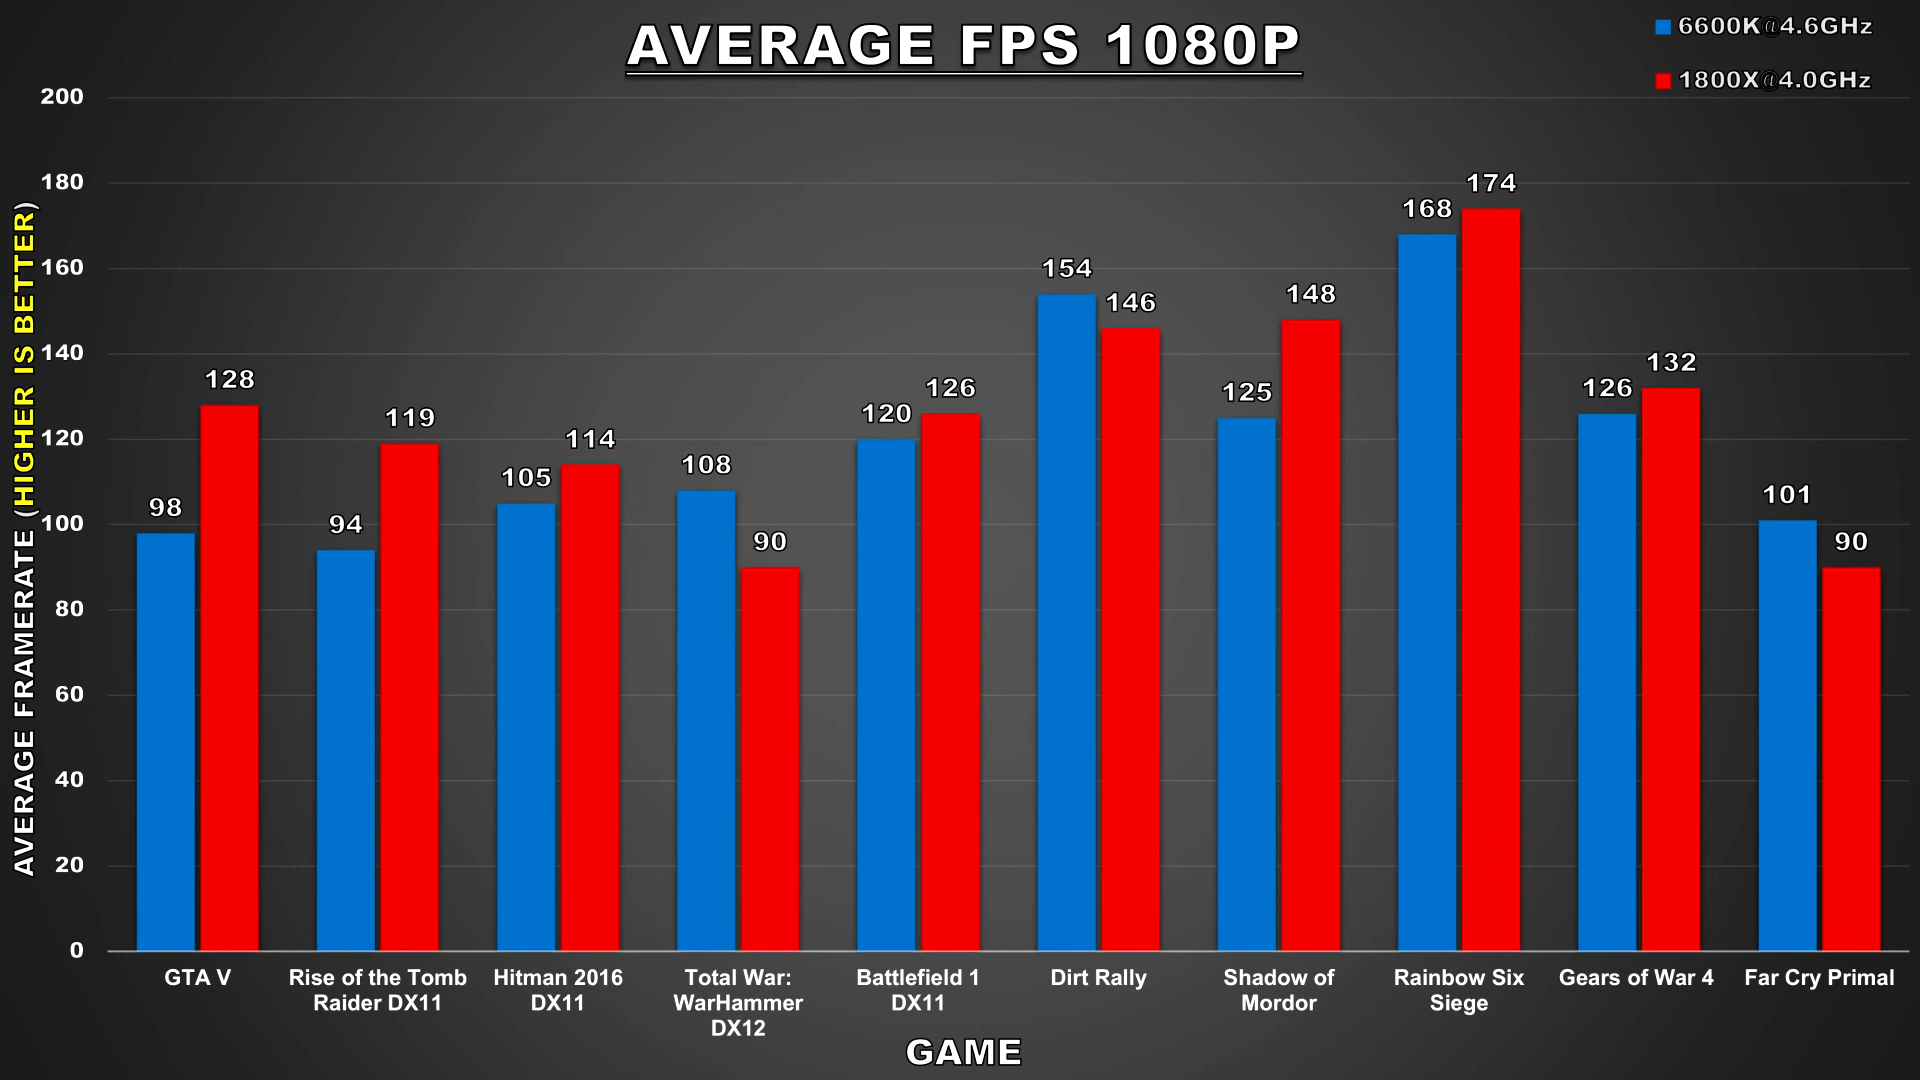 AVERAGE FPS 1080P
6600K@4.6GHz
1800X@4.0GHz
AVERAGE FRAMERATE (HIGHER IS BETTER)
200
180
160
140
120
100
80
60
40
20
0
98
128
94
119
105
114
108
90
120
126
154
146
125
148
168
174
126
132
101
90
GTA V
Rise of the Tomb
Raider DX11
Hitman 2016
DX11
Total War:
WarHammer
DX12
Battlefield 1
DX11
Dirt Rally
Shadow of
Mordor
Rainbow Six
Siege
Gears of War 4
Far Cry Primal
GAME